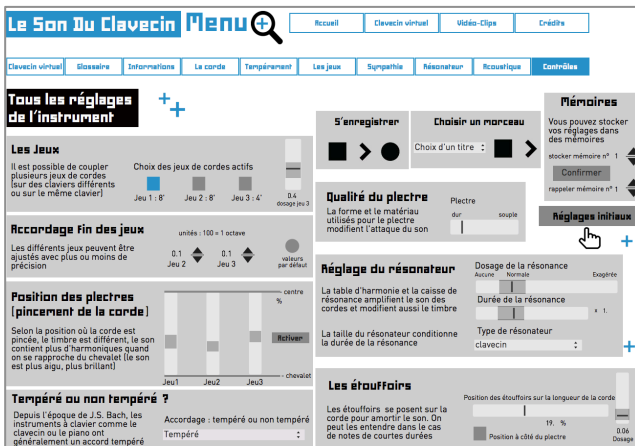 Le Son Du Clavecin Menu
Accueil
Clavecin virtuel
Vidéo-Clips
Crédits
Clavecin virtuel
Glossaire
Informations
La corde
Tempérament
Les jeux
Sympathie
Résonateur
Acoustique
Contrôles
Tous les réglages
de l'instrument
Les Jeux
Il est possible de coupler
plusieurs jeux de cordes
(sur des claviers différents
ou sur le même clavier)
Choix des jeux de cordes actifs
Jeu 1 : 8'
Jeu 2 : 8'
Jeu 3 : 4'
0.4
dosage jeu 3
Accordage fin des jeux
unités : 100 = 1 octave
Les différents jeux peuvent être
ajustés avec plus ou moins de
précision
0.1
Jeu 2
0.1
Jeu 3
valeurs
par défaut
Position des plectres
(pincement de la corde)
Selon la position où la corde est
pincée, le timbre est différent, le son
contient plus d'harmoniques quand
on se rapproche du chevalet (le son
est plus aigu, plus brillant)
centre
%
Activer
- chevalet
Jeu1
Jeu2
Jeu3
Tempéré ou non tempéré ?
Depuis l'époque de J.S. Bach, les
instruments à clavier comme le
clavecin ou le piano ont
généralement un accord tempéré
Accordage : tempéré ou non tempéré
Tempéré
S'enregistrer
Choisir un morceau
Choix d'un titre
Mémoires
Vous pouvez stocker
vos réglages dans
des mémoires
stocker mémoire n° 1
Confirmer
rappeler mémoire n° 1
Réglages initiaux
Qualité du plectre
La forme et le matériau
utilisés pour le plectre
modifient l'attaque du son
Plectre
dur
souple
Réglage du résonateur
La table d'harmonie et la caisse de
résonance amplifient le son des
cordes et modifient aussi le timbre
La taille du résonateur conditionne
la durée de la résonance
Dosage de la résonance
Aucune
Normale
Exagérée
Durée de la résonance
x 1.
Type de résonateur
clavecin
Les étouffoirs
Les étouffoirs se posent sur la
corde pour amortir le son. On
peut les entendre dans le cas
de notes de courtes durées
Position des étouffoirs sur la longueur de la corde
19. %
Position à côté du plectre
0.06
Dosage